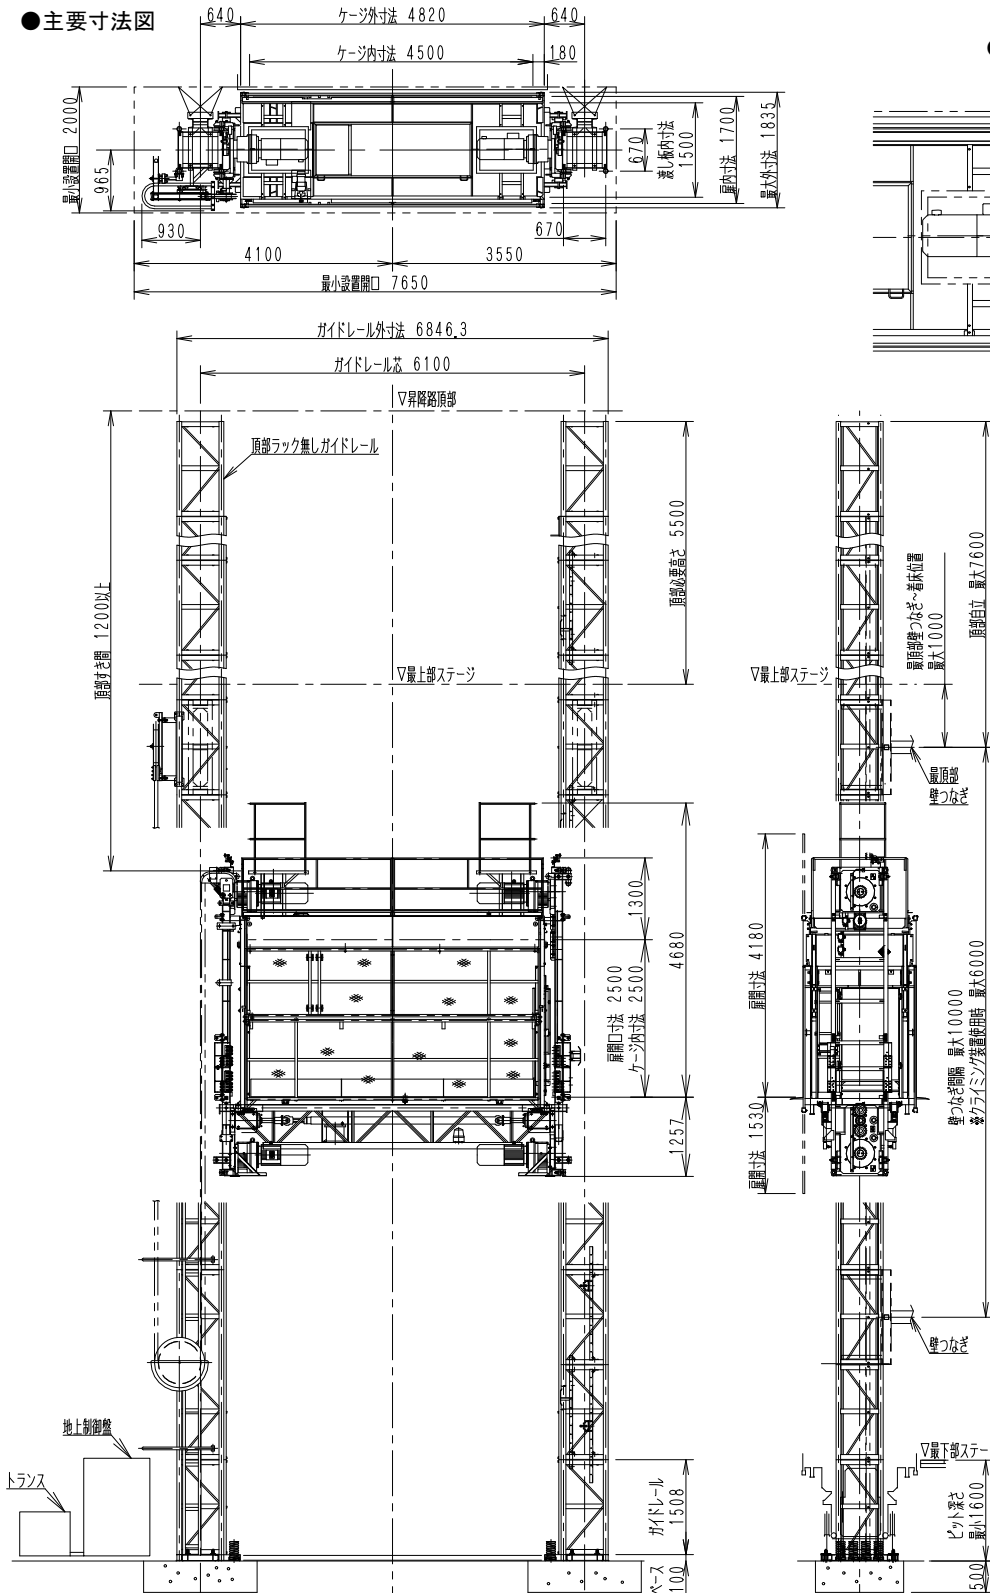 ●主要寸法図
640
ケージ外寸法 4820
640
ケージ内寸法 4500
180
最小設置開口 2000
965
930
670
渡し板内寸法
1500
扉内寸法 1700
最大外寸法 1835
670
4100
3550
最小設置開口 7650
ガイドレール外寸法 6846.3
ガイドレール芯 6100
▽昇降路頂部
頂部ラック無しガイドレール
頂部すき間 1200以上
頂部必要高さ 5500
▽最上部ステージ
▽最上部ステージ
最頂部壁つなぎ~着床位置
最大1000
頂部自立 最大7600
最頂部
壁つなぎ
1300
4680
扉開口寸法 2500
ケージ内寸法 2500
1257
扉開寸法 4180
扉開寸法 1530
壁つなぎ間隔 最大10000
※クライミング装置使用時 最大6000
壁つなぎ
地上制御盤
トランス
ガイドレール
1508
ベース
100
▽最下部ステー
ピット深さ
最小1600
500